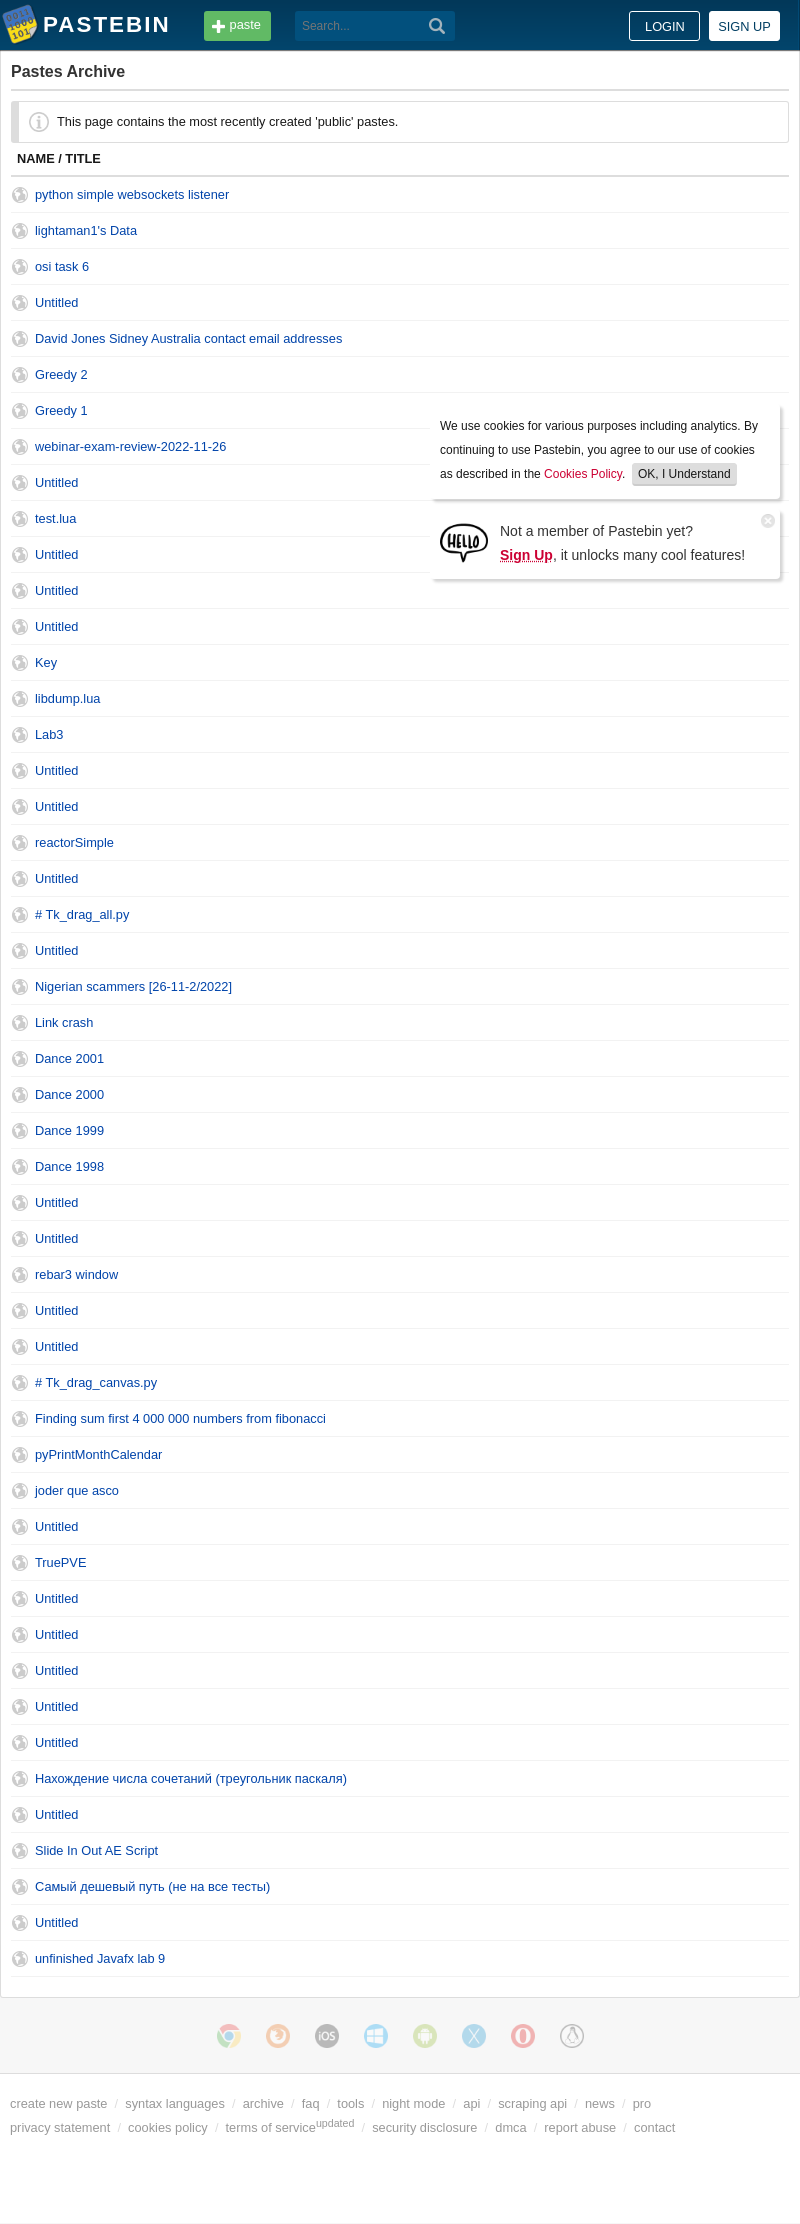 PASTEBIN
paste
Search...
LOGIN
SIGN UP
Pastes Archive
This page contains the most recently created 'public' pastes.
NAME / TITLE
python simple websockets listener
lightaman1's Data
osi task 6
Untitled
David Jones Sidney Australia contact email addresses
Greedy 2
Greedy 1
We use cookies for various purposes including analytics. By
continuing to use Pastebin, you agree to our use of cookies
as described in the Cookies Policy. OK, I Understand
webinar-exam-review-2022-11-26
Untitled
test.lua
Not a member of Pastebin yet?
Sign Up, it unlocks many cool features!
HELLO
Untitled
Untitled
Untitled
Key
libdump.lua
Lab3
Untitled
Untitled
reactorSimple
Untitled
# Tk_drag_all.py
Untitled
Nigerian scammers [26-11-2/2022]
Link crash
Dance 2001
Dance 2000
Dance 1999
Dance 1998
Untitled
Untitled
rebar3 window
Untitled
Untitled
# Tk_drag_canvas.py
Finding sum first 4 000 000 numbers from fibonacci
pyPrintMonthCalendar
joder que asco
Untitled
TruePVE
Untitled
Untitled
Untitled
Untitled
Untitled
Нахождение числа сочетаний (треугольник паскаля)
Untitled
Slide In Out AE Script
Самый дешевый путь (не на все тесты)
Untitled
unfinished Javafx lab 9
iOS
create new paste / syntax languages / archive / faq / tools / night mode / api / scraping api / news / pro
privacy statement / cookies policy / terms of service updated / security disclosure / dmca / report abuse / contact